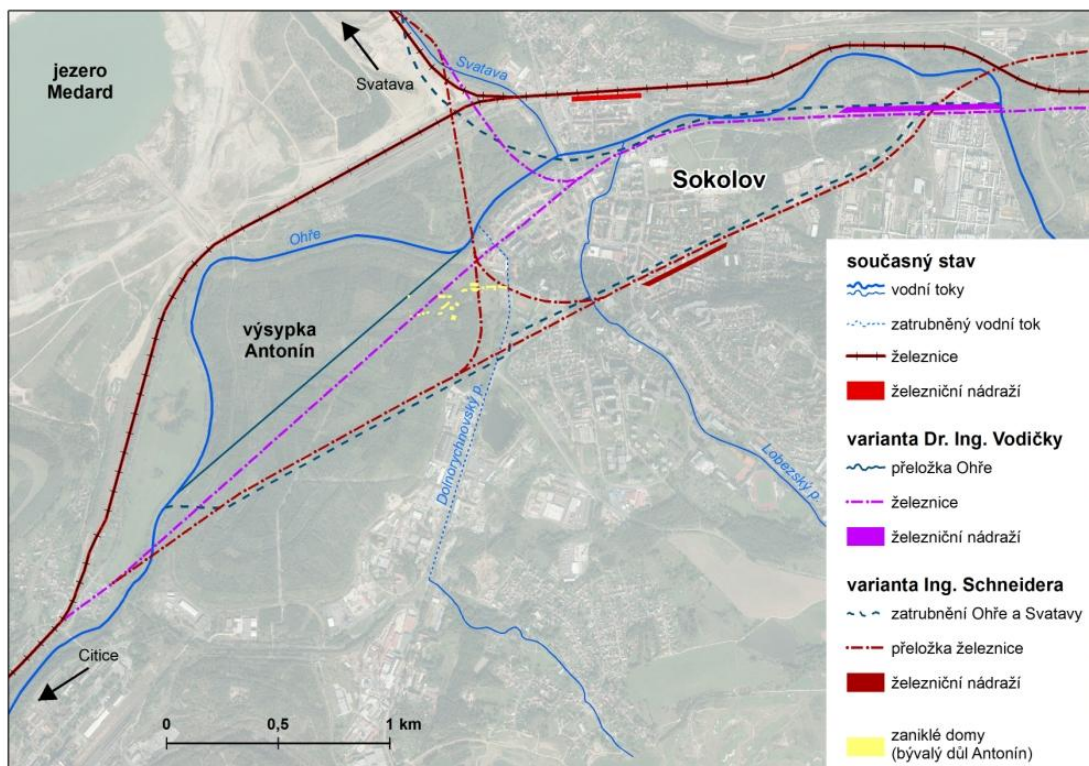 jezero
Medard
Svatava
Svatava
Sokolov
Ohře
výsypka
Antonín
Dolnorychnovský p.
Lobezský p.
Citice
0 0,5 1 km
současný stav
vodní toky
zatrubněný vodní tok
železnice
železniční nádraží
varianta Dr. Ing. Vodičky
přeložka Ohře
železnice
železniční nádraží
varianta Ing. Schneidera
zatrubnění Ohře a Svatavy
přeložka železnice
železniční nádraží
zaniklé domy
(bývalý důl Antonín)